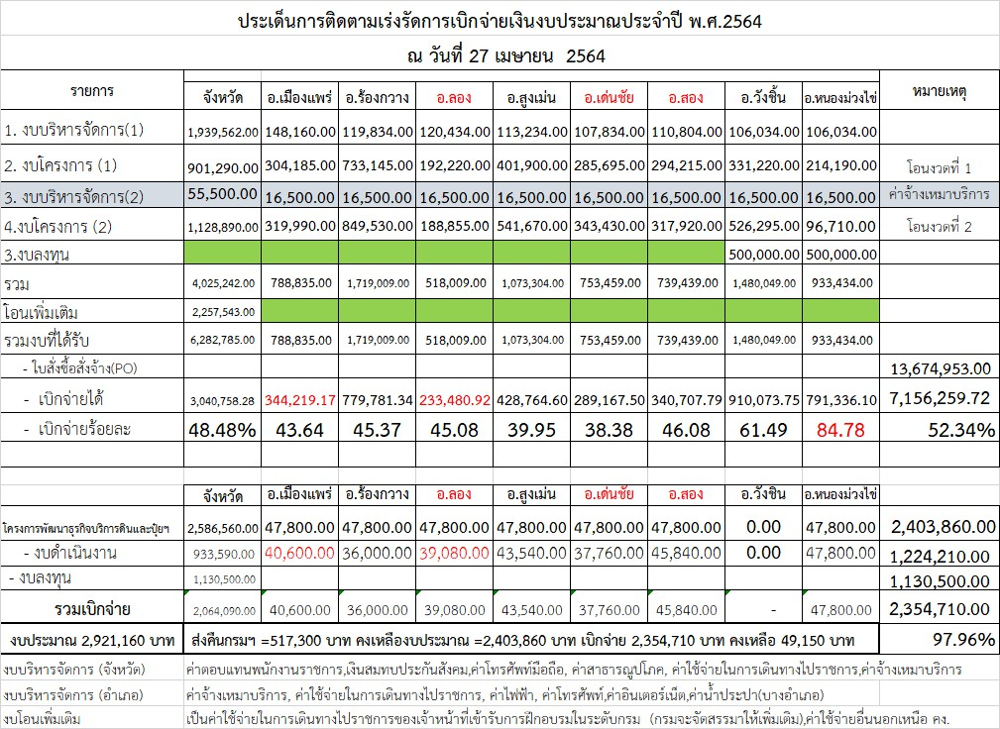 ประเด็นการติดตามเร่งรัดการเบิกจ่ายเงินงบประมาณประจำปี พ.ศ.2564
ณ วันที่ 27 เมษายน 2564
รายการ จังหวัด อ.เมืองแพร่ อ.ร้องกวาง อ.ลอง อ.สูงเม่น อ.เด่นชัย อ.สอง อ.วังชิ้น อ.หนองม่วงไข่ หมายเหตุ
1. งบบริหารจัดการ(1) 1,939,562.00 148,160.00 119,834.00 120,434.00 113,234.00 107,834.00 110,804.00 106,034.00 106,034.00
2. งบโครงการ (1) 901,290.00 304,185.00 733,145.00 192,220.00 401,900.00 285,695.00 294,215.00 331,220.00 214,190.00 โอนงวดที่ 1
3. งบบริหารจัดการ(2) 55,500.00 16,500.00 16,500.00 16,500.00 16,500.00 16,500.00 16,500.00 16,500.00 16,500.00 ค่าจ้างเหมาบริการ
4.งบโครงการ (2) 1,128,890.00 319,990.00 849,530.00 188,855.00 541,670.00 343,430.00 317,920.00 526,295.00 96,710.00 โอนงวดที่ 2
3.งบลงทุน 500,000.00 500,000.00
รวม 4,025,242.00 788,835.00 1,719,009.00 518,009.00 1,073,304.00 753,459.00 739,439.00 1,480,049.00 933,434.00
โอนเพิ่มเติม 2,257,543.00
รวมงบที่ได้รับ 6,282,785.00 788,835.00 1,719,009.00 518,009.00 1,073,304.00 753,459.00 739,439.00 1,480,049.00 933,434.00
- ใบสั่งซื้อสั่งจ้าง(PO) 13,674,953.00
- เบิกจ่ายได้ 3,040,758.28 344,219.17 779,781.34 233,480.92 428,764.60 289,167.50 340,707.79 910,073.75 791,336.10 7,156,259.72
- เบิกจ่ายร้อยละ 48.48% 43.64 45.37 45.08 39.95 38.38 46.08 61.49 84.78 52.34%
จังหวัด อ.เมืองแพร่ อ.ร้องกวาง อ.ลอง อ.สูงเม่น อ.เด่นชัย อ.สอง อ.วังชิน อ.หนองม่วงไข่
โครงการพัฒนาธุรกิจบริการดินและปุ๋ยฯ 2,586,560.00 47,800.00 47,800.00 47,800.00 47,800.00 47,800.00 47,800.00 0.00 47,800.00 2,403,860.00
- งบดำเนินงาน 933,590.00 40,600.00 36,000.00 39,080.00 43,540.00 37,760.00 45,840.00 0.00 47,800.00 1,224,210.00
- งบลงทุน 1,130,500.00 1,130,500.00
รวมเบิกจ่าย 2,064,090.00 40,600.00 36,000.00 39,080.00 43,540.00 37,760.00 45,840.00 - 47,800.00 2,354,710.00
งบประมาณ 2,921,160 บาท ส่งคืนกรมฯ =517,300 บาท คงเหลืองบประมาณ =2,403,860 บาท เบิกจ่าย 2,354,710 บาท คงเหลือ 49,150 บาท 97.96%
งบบริหารจัดการ (จังหวัด) ค่าตอบแทนพนักงานราชการ,เงินสมทบประกันสังคม,ค่าโทรศัพท์มือถือ, ค่าสาธารณูปโภค, ค่าใช้จ่ายในการเดินทางไปราชการ,ค่าจ้างเหมาบริการ
งบบริหารจัดการ (อำเภอ) ค่าจ้างเหมาบริการ, ค่าใช้จ่ายในการเดินทางไปราชการ, ค่าไฟฟ้า, ค่าโทรศัพท์,ค่าอินเตอร์เน็ต,ค่าน้ำประปา(บางอำเภอ)
งบโอนเพิ่มเติม เป็นค่าใช้จ่ายในการเดินทางไปราชการของเจ้าหน้าที่เข้ารับการฝึกอบรมในระดับกรม (กรมจะจัดสรรมาให้เพิ่มเติม),ค่าใช้จ่ายอื่นนอกเหนือ คง.